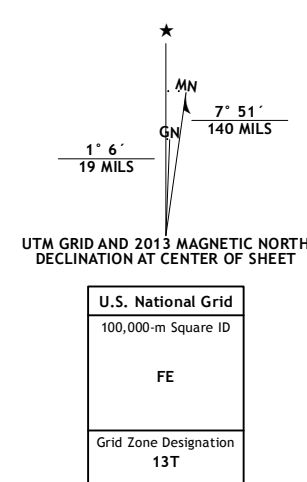 MN
GN
7° 51´
140 MILS
1° 6´
19 MILS
UTM GRID AND 2013 MAGNETIC NORTH
DECLINATION AT CENTER OF SHEET
U.S. National Grid
100,000-m Square ID
FE
Grid Zone Designation
13T